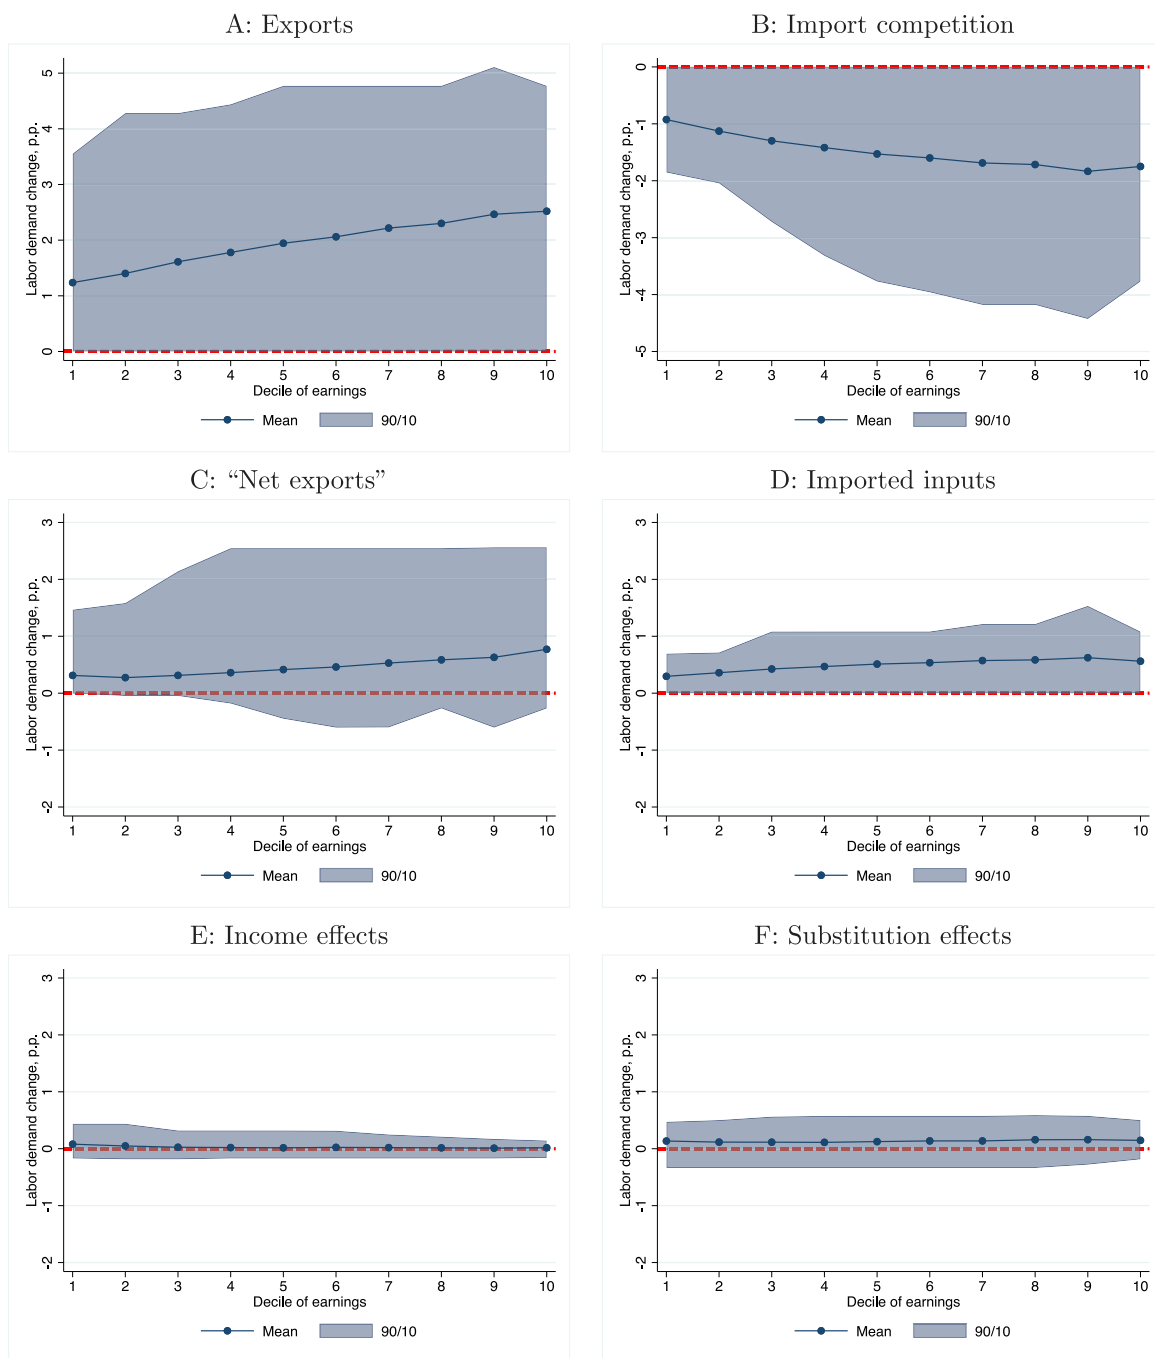 A: Exports
Labor demand change, p.p.
5
4
3
2
1
0
1 2 3 4 5 6 7 8 9 10
Decile of earnings
Mean 90/10
B: Import competition
Labor demand change, p.p.
0
-1
-2
-3
-4
-5
1 2 3 4 5 6 7 8 9 10
Decile of earnings
Mean 90/10
C: “Net exports”
Labor demand change, p.p.
3
2
1
0
-1
-2
1 2 3 4 5 6 7 8 9 10
Decile of earnings
Mean 90/10
D: Imported inputs
Labor demand change, p.p.
3
2
1
0
-1
-2
1 2 3 4 5 6 7 8 9 10
Decile of earnings
Mean 90/10
E: Income effects
Labor demand change, p.p.
3
2
1
0
-1
-2
1 2 3 4 5 6 7 8 9 10
Decile of earnings
Mean 90/10
F: Substitution effects
Labor demand change, p.p.
3
2
1
0
-1
-2
1 2 3 4 5 6 7 8 9 10
Decile of earnings
Mean 90/10